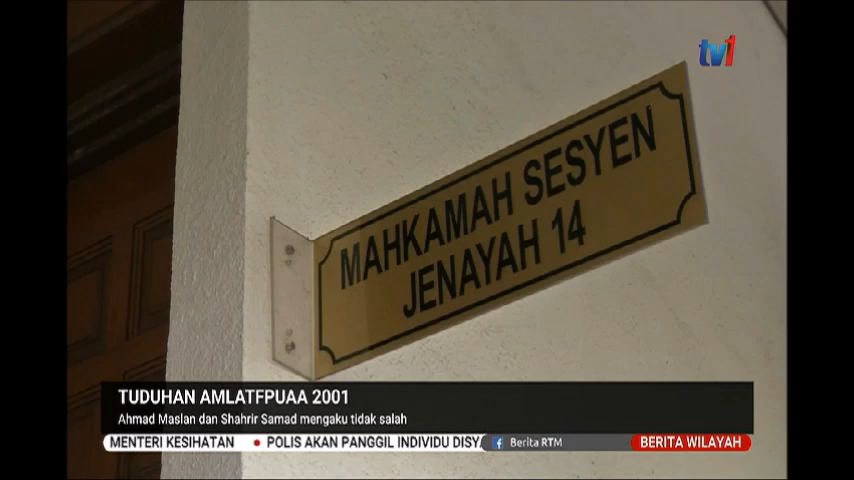 tv1
MAHKAMAH SESYEN
JENAYAH 14
TUDUHAN AMLATFPUAA 2001
Ahmad Maslan dan Shahrir Samad mengaku tidak salah
MENTERI KESIHATAN • POLIS AKAN PANGGIL INDIVIDU DISY
Berita RTM
BERITA WILAYAH